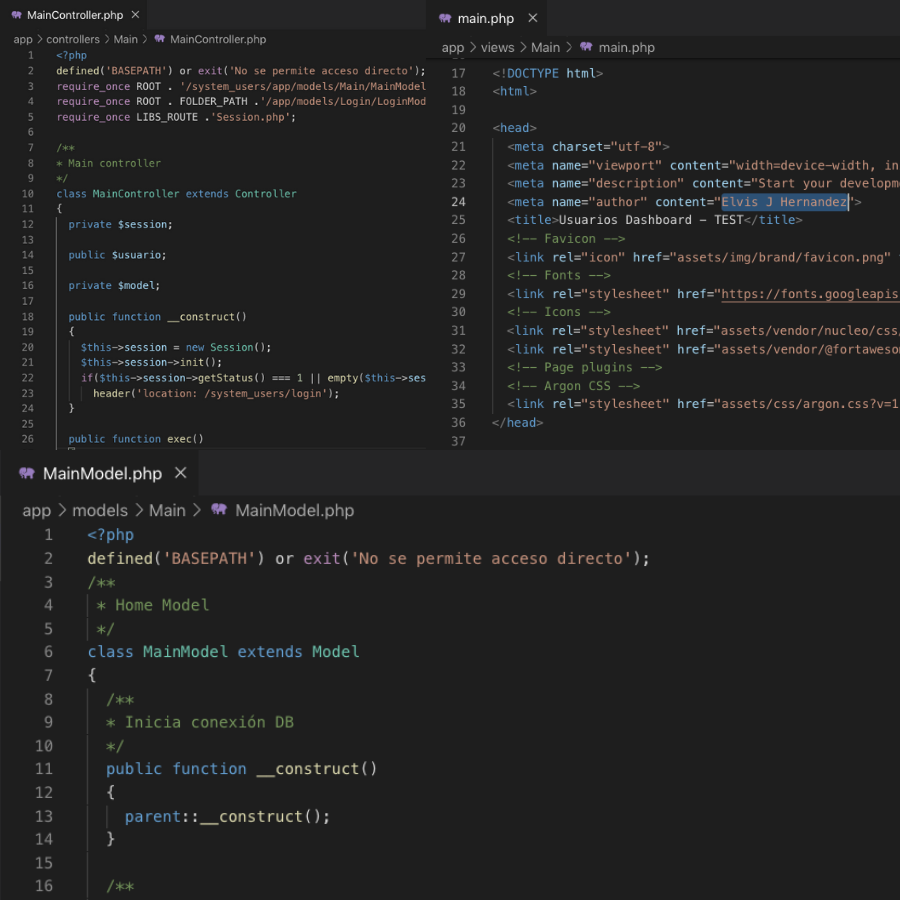 MainController.php
app > controllers > Main > MainController.php
1 <?php
2 defined('BASEPATH') or exit('No se permite acceso directo');
3 require_once ROOT . '/system_users/app/models/Main/MainModel
4 require_once ROOT . FOLDER_PATH .'/app/models/Login/LoginMod
5 require_once LIBS_ROUTE .'Session.php';
6
7 /**
8 * Main controller
9 */
10 class MainController extends Controller
11 {
12 private $session;
13
14 public $usuario;
15
16 private $model;
17
18 public function __construct()
19 {
20 $this->session = new Session();
21 $this->session->init();
22 if($this->session->getStatus() === 1 || empty($this->ses
23 header('location: /system_users/login');
24 }
25
26 public function exec()
main.php
app > views > Main > main.php
17 <!DOCTYPE html>
18 <html>
19
20 <head>
21 <meta charset="utf-8">
22 <meta name="viewport" content="width=device-width, in
23 <meta name="description" content="Start your developm
24 <meta name="author" content="Elvis J Hernandez">
25 <title>Usuarios Dashboard - TEST</title>
26 <!-- Favicon -->
27 <link rel="icon" href="assets/img/brand/favicon.png"
28 <!-- Fonts -->
29 <link rel="stylesheet" href="https://fonts.googleapis
30 <!-- Icons -->
31 <link rel="stylesheet" href="assets/vendor/nucleo/css/
32 <link rel="stylesheet" href="assets/vendor/@fortaweson
33 <!-- Page plugins -->
34 <!-- Argon CSS -->
35 <link rel="stylesheet" href="assets/css/argon.css?v=1
36 </head>
37
MainModel.php
app > models > Main > MainModel.php
1 <?php
2 defined('BASEPATH') or exit('No se permite acceso directo');
3 /**
4 * Home Model
5 */
6 class MainModel extends Model
7 {
8 /**
9 * Inicia conexión DB
10 */
11 public function __construct()
12 {
13 parent::__construct();
14 }
15
16 /**